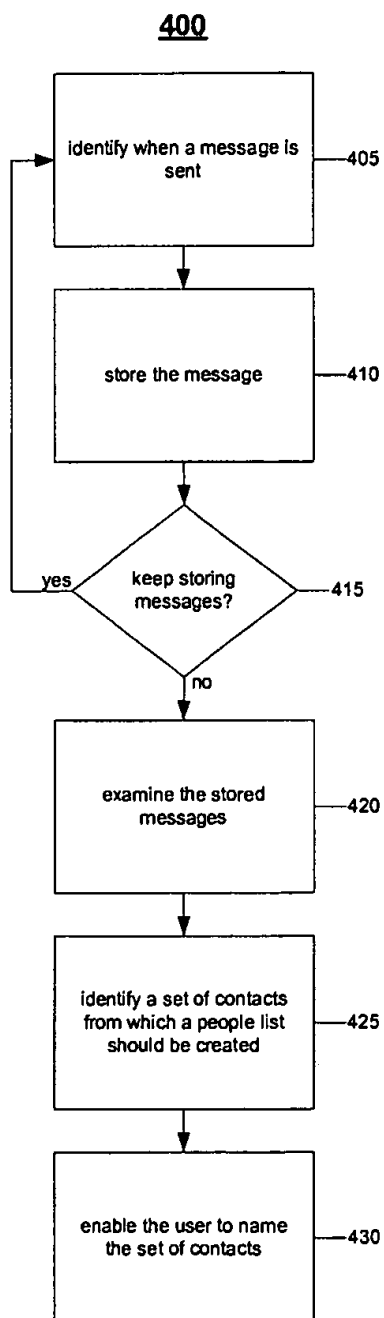 400
identify when a message is
sent
405
store the message
410
keep storing
messages?
415
yes
no
examine the stored
messages
420
identify a set of contacts
from which a people list
should be created
425
enable the user to name
the set of contacts
430